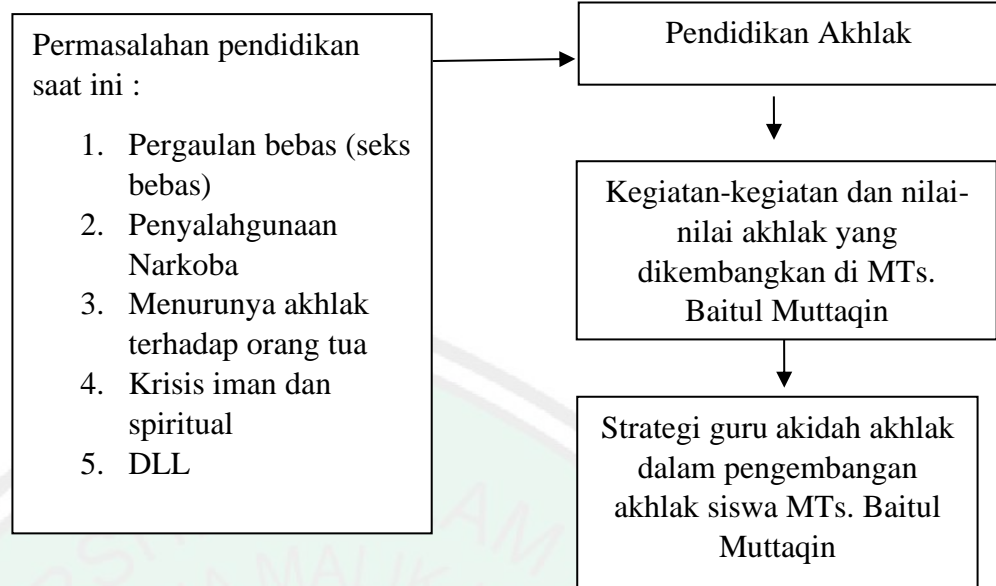 Permasalahan pendidikan
saat ini :
1. Pergaulan bebas (seks
bebas)
2. Penyalahgunaan
Narkoba
3. Menurunya akhlak
terhadap orang tua
4. Krisis iman dan
spiritual
5. DLL
Pendidikan Akhlak
Kegiatan-kegiatan dan nilai-
nilai akhlak yang
dikembangkan di MTs.
Baitul Muttaqin
Strategi guru akidah akhlak
dalam pengembangan
akhlak siswa MTs. Baitul
Muttaqin